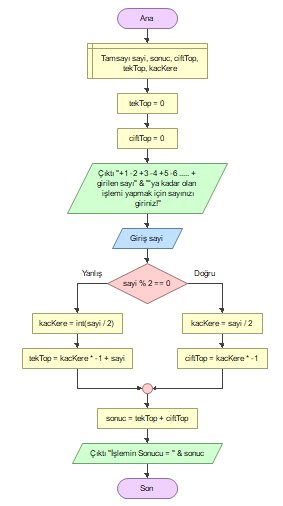 Ana
Tamsayı sayi, sonuc, ciftTop,
tekTop, kacKere
tekTop = 0
ciftTop = 0
Çıktı "+1 -2 +3 -4 +5 -6 ..... +
girilen sayı" & ""ya kadar olan
işlemi yapmak için sayınızı
giriniz!"
Giriş sayi
Yanlış
Doğru
sayi % 2 == 0
kacKere = int(sayi / 2)
kacKere = sayi / 2
tekTop = kacKere * -1 + sayi
ciftTop = kacKere * -1
sonuc = tekTop + ciftTop
Çıktı "İşlemin Sonucu = " & sonuc
Son